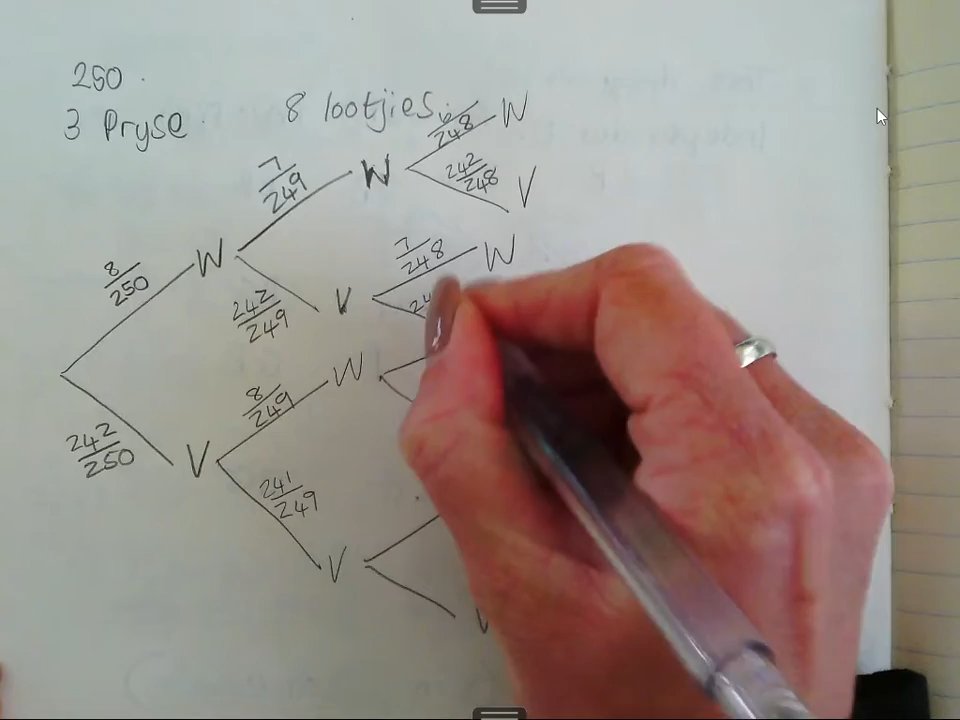 250
3 Pryse
8 lootjies
6/248 W
7/249 W
242/248 V
8/250 W
7/248 W
242/249 V
8/249 W
242/250 V
241/249 V